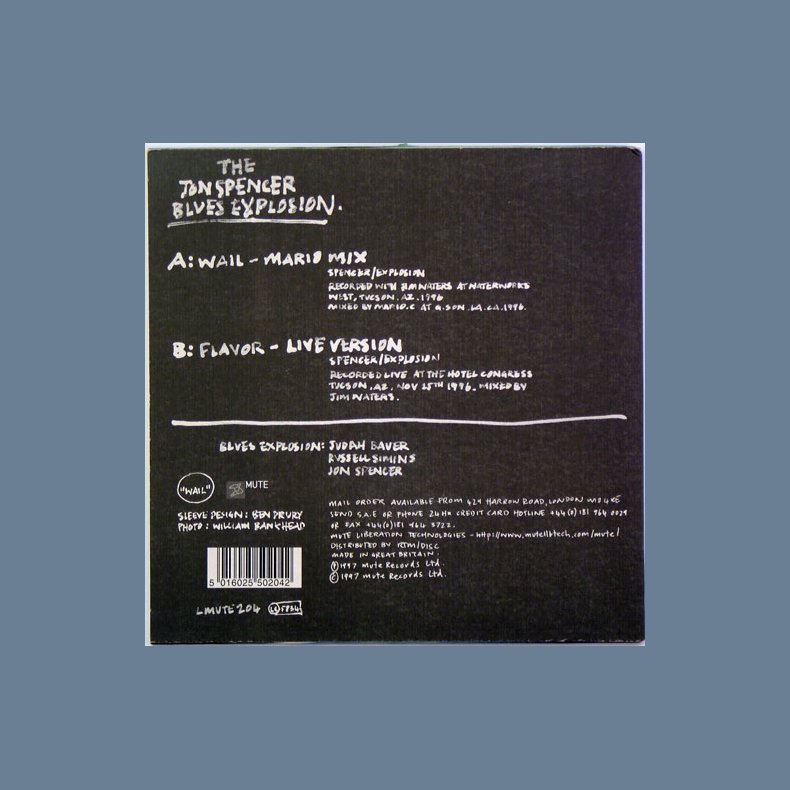 THE
JON SPENCER
BLUES EXPLOSION.
A: WAIL - MARIO MIX
SPENCER/EXPLOSION
RECORDED WITH JIM WATERS AT WATERWORKS
WEST, TUCSON. AZ. 1996
MIXED BY MARIO.C AT G.SON. LA. CA. 1996.
B: FLAVOR - LIVE VERSION
SPENCER/EXPLOSION
RECORDED LIVE AT THE HOTEL CONGRESS
TUCSON. AZ, NOV 25TH 1996. MIXED BY
JIM WATERS.
BLUES EXPLOSION: JUDAH BAUER
RUSSELL SIMINS
JON SPENCER
"WAIL"
MUTE
SLEEVE DESIGN: BEN DRURY
PHOTO: WILLIAM BANKHEAD
MAIL ORDER AVAILABLE FROM 429 HARROW ROAD, LONDON W10 4RE
SEND S.A.E OR PHONE 24 HR CREDIT CARD HOTLINE +44(0)181 964 0029
OR FAX +44(0)181 964 3722.
MUTE LIBERATION TECHNOLOGIES - http://www.mutelibtech.com/mute/
DISTRIBUTED BY RTM/DISC
MADE IN GREAT BRITAIN.
Ⓟ 1997 Mute Records Ltd.
© 1997 Mute Records Ltd.
5 016025 502042
LMUTE 204